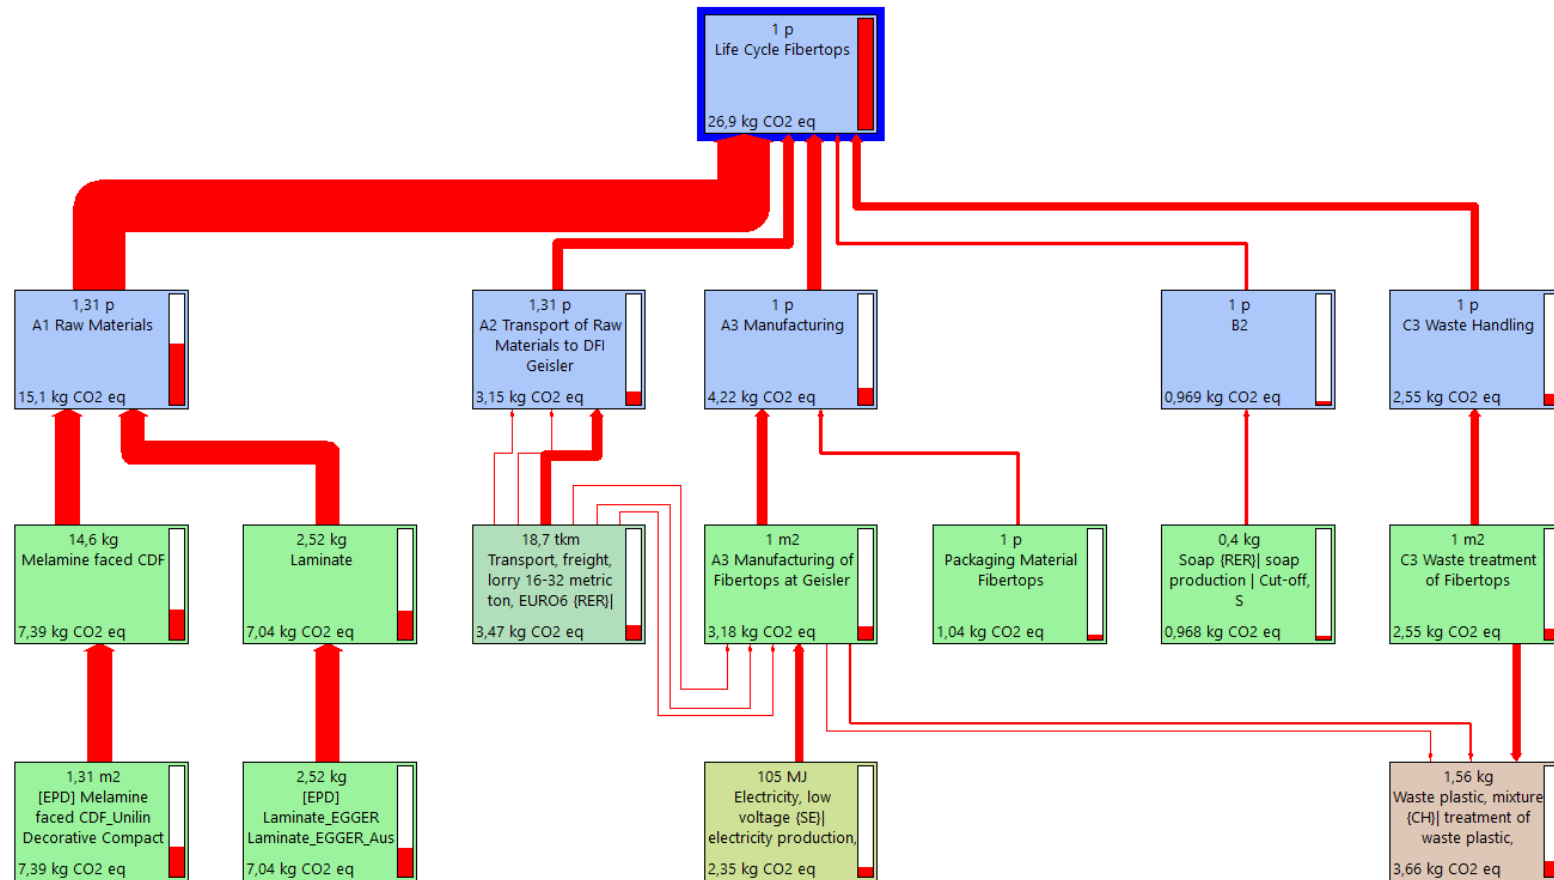 1 p
Life Cycle Fibertops
26,9 kg CO2 eq
1,31 p
A1 Raw Materials
15,1 kg CO2 eq
1,31 p
A2 Transport of Raw
Materials to DFI
Geisler
3,15 kg CO2 eq
1 p
A3 Manufacturing
4,22 kg CO2 eq
1 p
B2
0,969 kg CO2 eq
1 p
C3 Waste Handling
2,55 kg CO2 eq
14,6 kg
Melamine faced CDF
7,39 kg CO2 eq
2,52 kg
Laminate
7,04 kg CO2 eq
18,7 tkm
Transport, freight,
lorry 16-32 metric
ton, EURO6 {RER}|
3,47 kg CO2 eq
1 m2
A3 Manufacturing of
Fibertops at Geisler
3,18 kg CO2 eq
1 p
Packaging Material
Fibertops
1,04 kg CO2 eq
0,4 kg
Soap {RER}| soap
production | Cut-off,
S
0,968 kg CO2 eq
1 m2
C3 Waste treatment
of Fibertops
2,55 kg CO2 eq
1,31 m2
[EPD] Melamine
faced CDF_Unilin
Decorative Compact
7,39 kg CO2 eq
2,52 kg
[EPD]
Laminate_EGGER
Laminate_EGGER_Aus
7,04 kg CO2 eq
105 MJ
Electricity, low
voltage {SE}|
electricity production,
2,35 kg CO2 eq
1,56 kg
Waste plastic, mixture
{CH}| treatment of
waste plastic,
3,66 kg CO2 eq